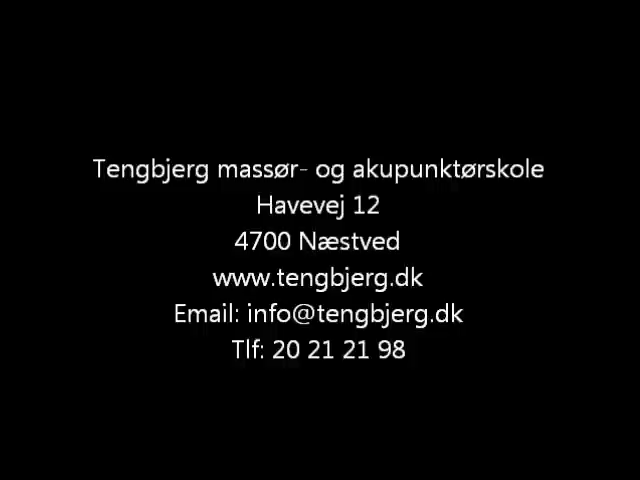 Tengbjerg massør- og akupunktørskole
Havevej 12
4700 Næstved
www.tengbjerg.dk
Email: info@tengbjerg.dk
Tlf: 20 21 21 98